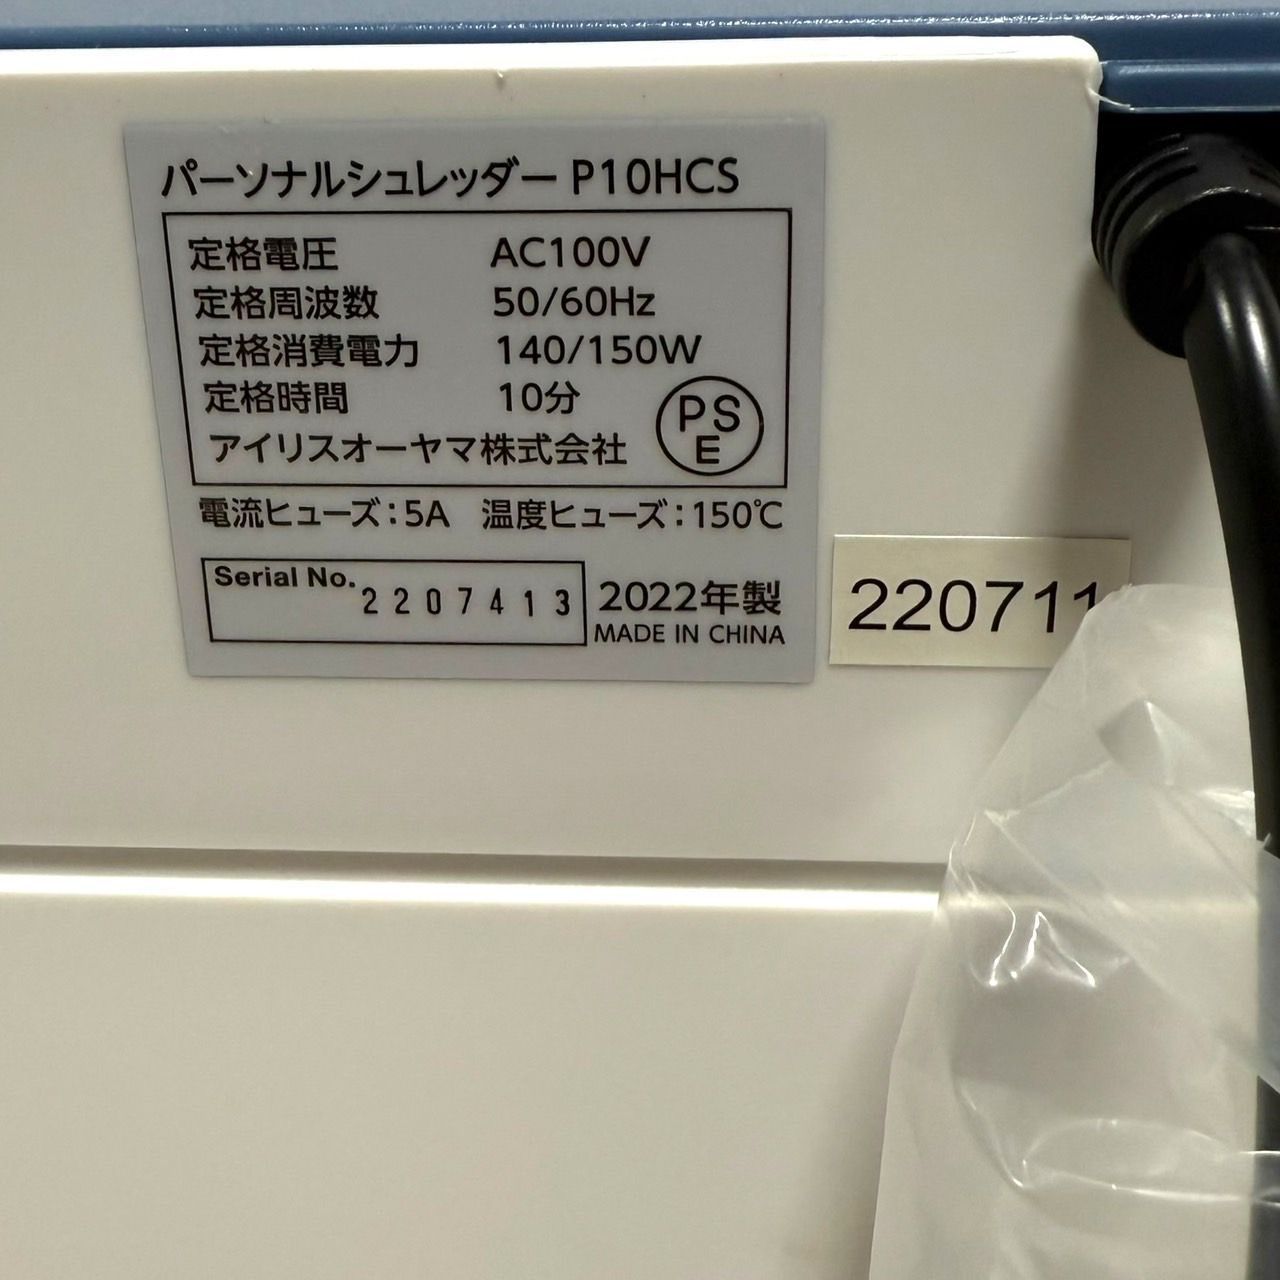 パーソナルシュレッダー P10HCS
定格電圧 AC100V
定格周波数 50/60Hz
定格消費電力 140/150W
定格時間 10分
アイリスオーヤマ株式会社
PSE
電流ヒューズ:5A 温度ヒューズ:150℃
Serial No. 2207413
2022年製
MADE IN CHINA
220711